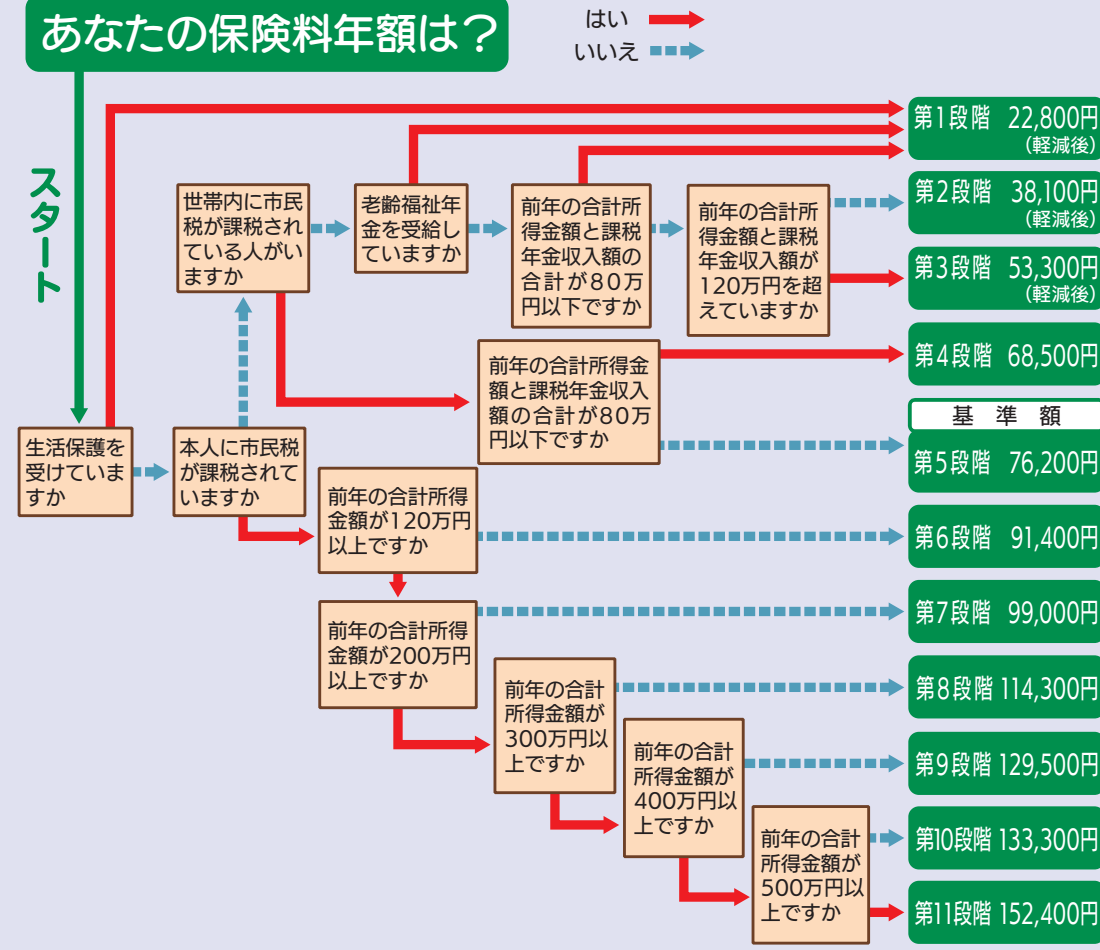 あなたの保険料年額は？
はい
いいえ
スタート
生活保護を
受けていま
すか
本人に市民税
が課税されて
いますか
世帯内に市民
税が課税され
ている人がい
ますか
老齢福祉年
金を受給し
ていますか
前年の合計所
得金額と課税
年金収入額の
合計が80万
円以下ですか
前年の合計所
得金額と課税
年金収入額が
120万円を超
えていますか
前年の合計所得金
額と課税年金収入
額の合計が80万
円以下ですか
前年の合計所得
金額が120万円
以上ですか
前年の合計所得
金額が200万円
以上ですか
前年の合計
所得金額が
300万円以
上ですか
前年の合計
所得金額が
400万円以
上ですか
前年の合計
所得金額が
500万円以
上ですか
第1段階 22,800円
（軽減後）
第2段階 38,100円
（軽減後）
第3段階 53,300円
（軽減後）
第4段階 68,500円
基準額
第5段階 76,200円
第6段階 91,400円
第7段階 99,000円
第8段階 114,300円
第9段階 129,500円
第10段階 133,300円
第11段階 152,400円